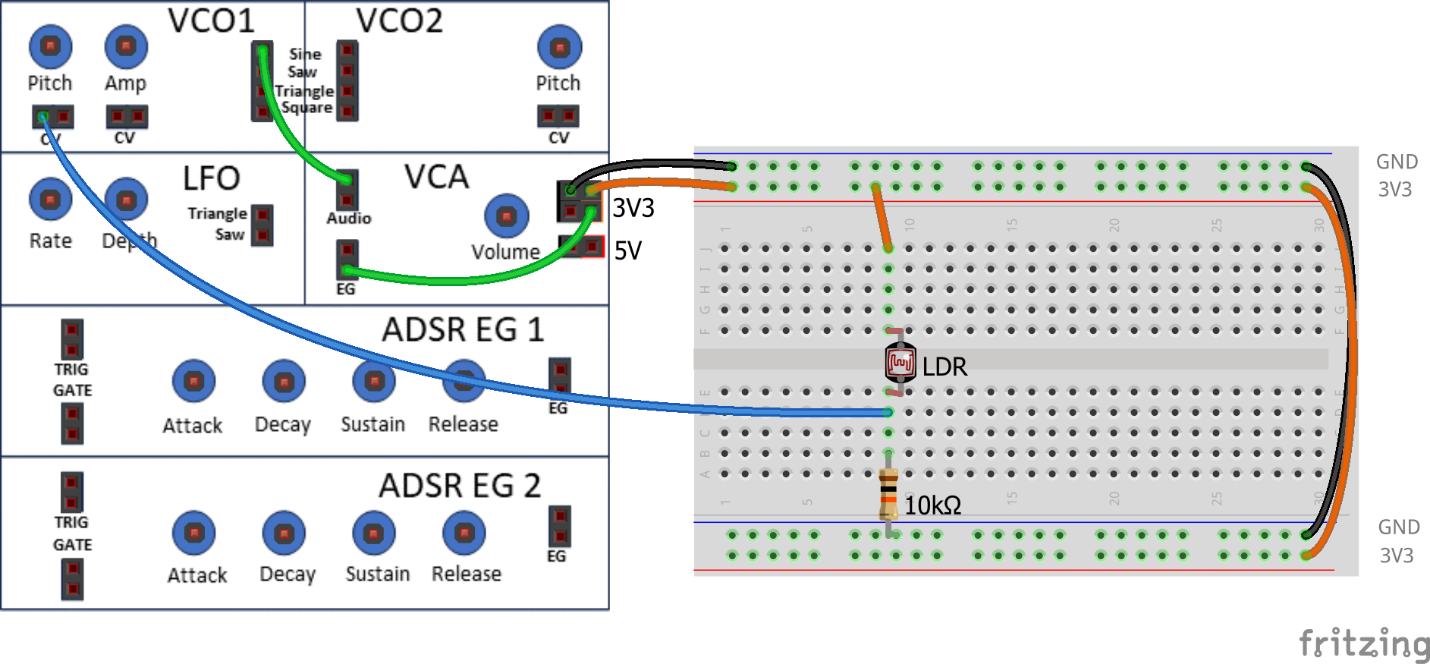 VCO1
VCO2
Pitch
Amp
Sine
Saw
Triangle
Square
Pitch
CV
CV
CV
LFO
VCA
Triangle
Saw
Audio
3V3
Rate
Depth
Volume
5V
EG
ADSR EG 1
TRIG
GATE
Attack
Decay
Sustain
Release
EG
ADSR EG 2
TRIG
GATE
Attack
Decay
Sustain
Release
EG
GND
3V3
1 5 10 15 20 25 30
J
I
H
G
F
LDR
E
C
B
A
1 5 10 15 20 25 30
10kΩ
GND
3V3
fritzing